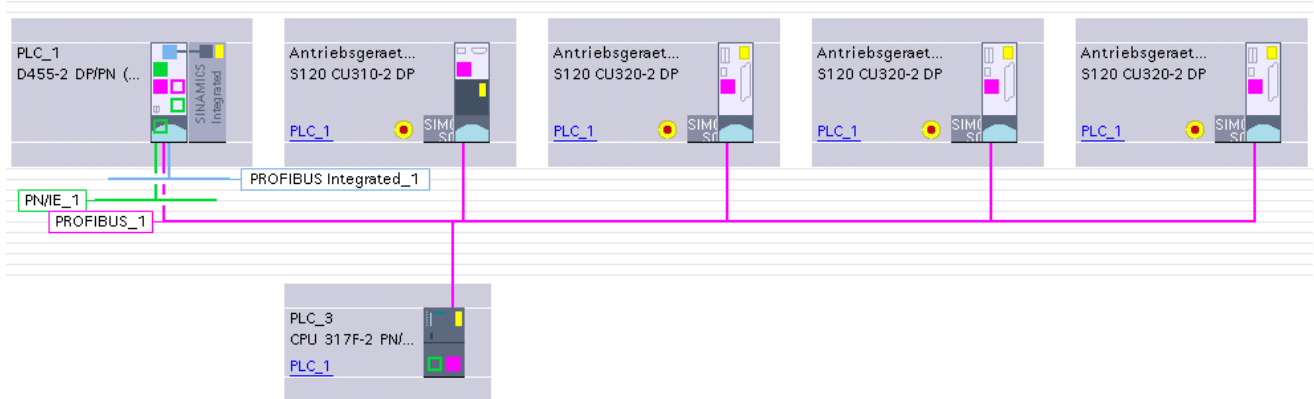 PLC_1
D455-2 DP/PN (...
SINAMICS
Integrated
Antriebsgeraet...
S120 CU310-2 DP
PLC_1
Antriebsgeraet...
S120 CU320-2 DP
PLC_1
Antriebsgeraet...
S120 CU320-2 DP
PLC_1
Antriebsgeraet...
S120 CU320-2 DP
PLC_1
PROFIBUS Integrated_1
PN/IE_1
PROFIBUS_1
PLC_3
CPU 317F-2 PN/...
PLC_1